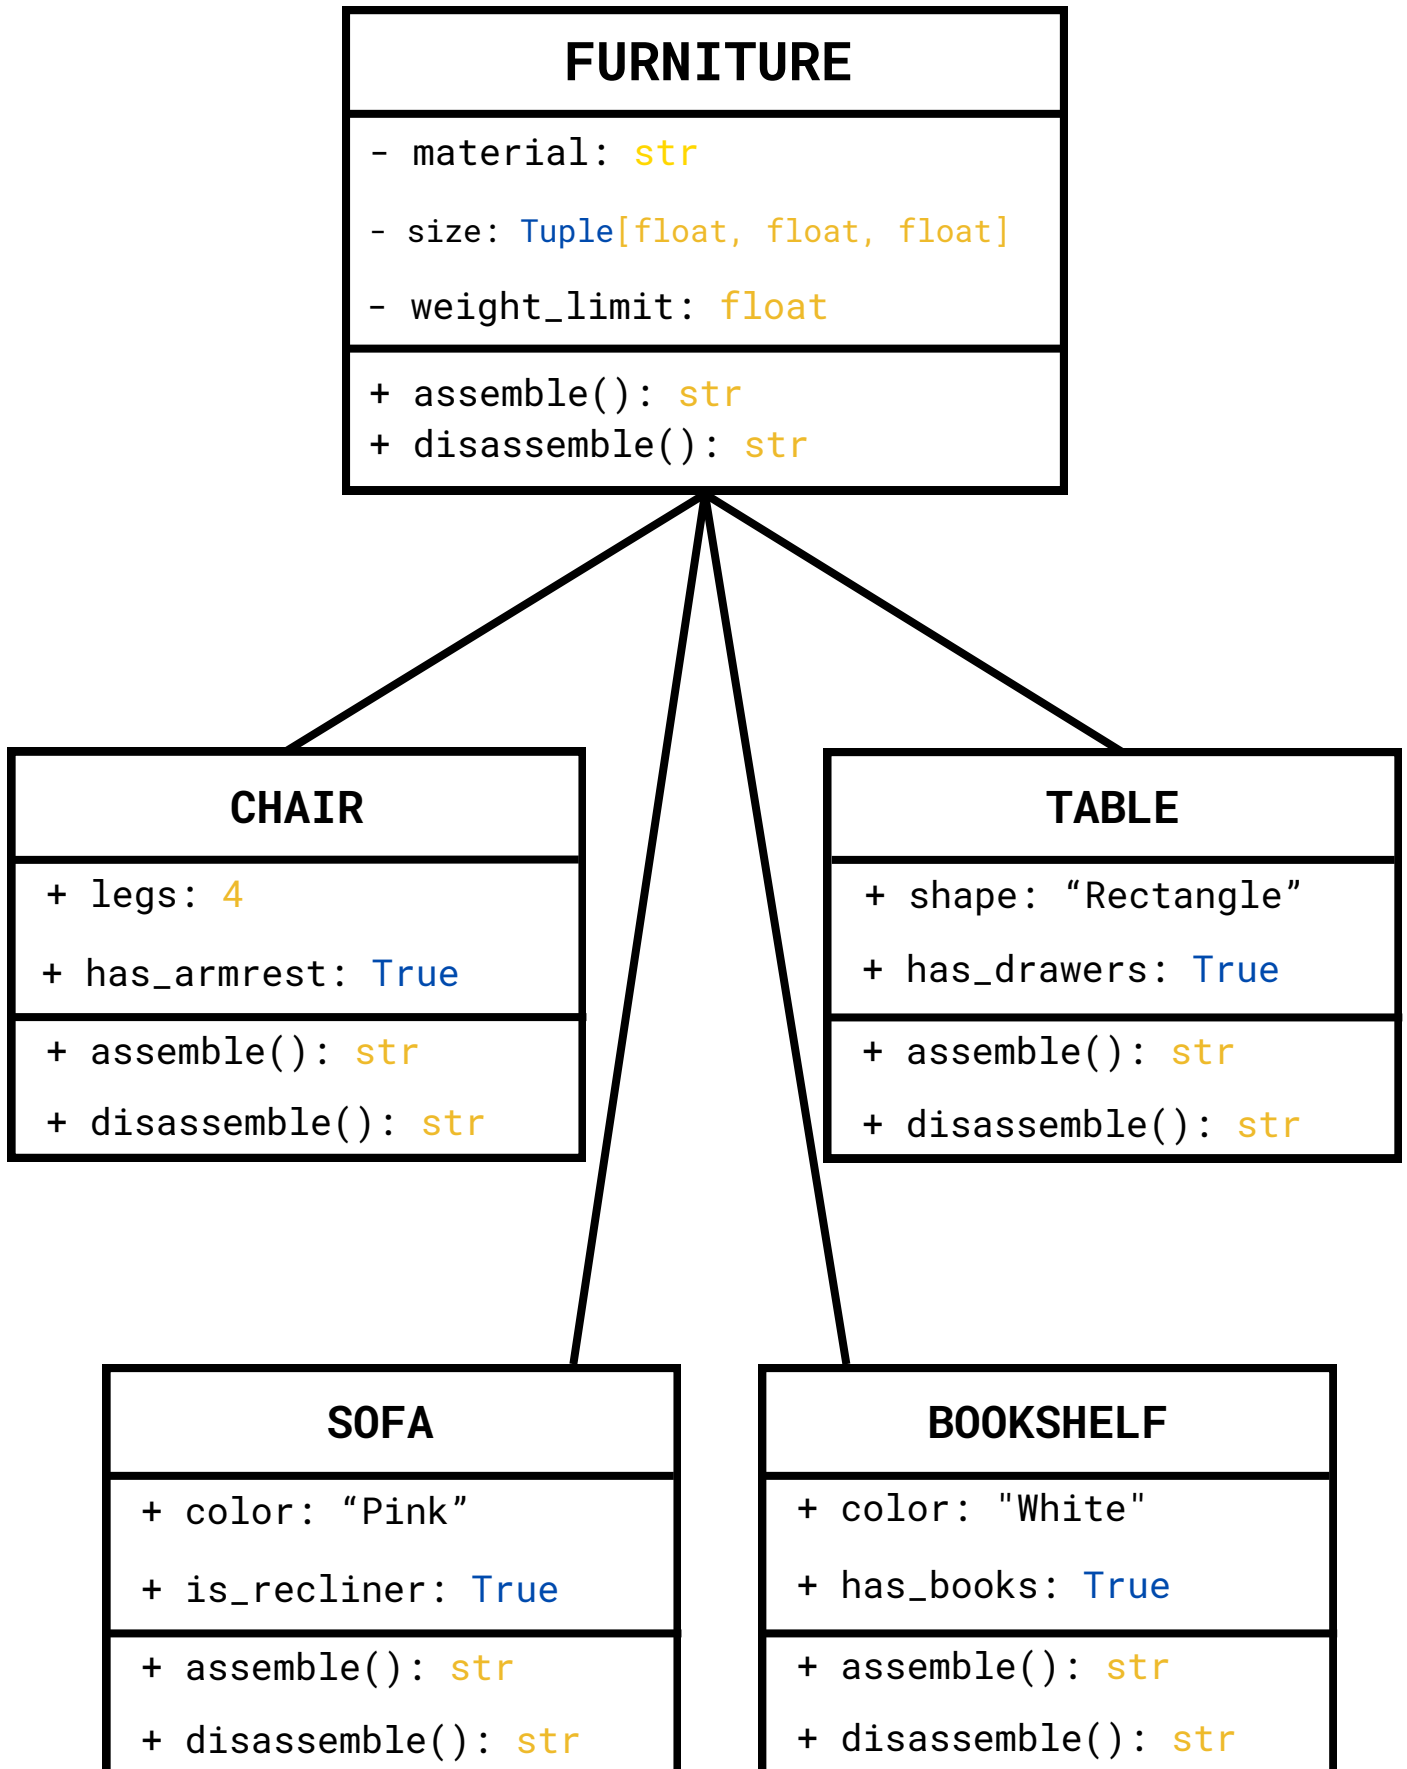 FURNITURE
- material: str
- size: Tuple[float, float, float]
- weight_limit: float
+ assemble(): str
+ disassemble(): str
CHAIR
+ legs: 4
+ has_armrest: True
+ assemble(): str
+ disassemble(): str
TABLE
+ shape: “Rectangle”
+ has_drawers: True
+ assemble(): str
+ disassemble(): str
SOFA
+ color: “Pink”
+ is_recliner: True
+ assemble(): str
+ disassemble(): str
BOOKSHELF
+ color: "White"
+ has_books: True
+ assemble(): str
+ disassemble(): str